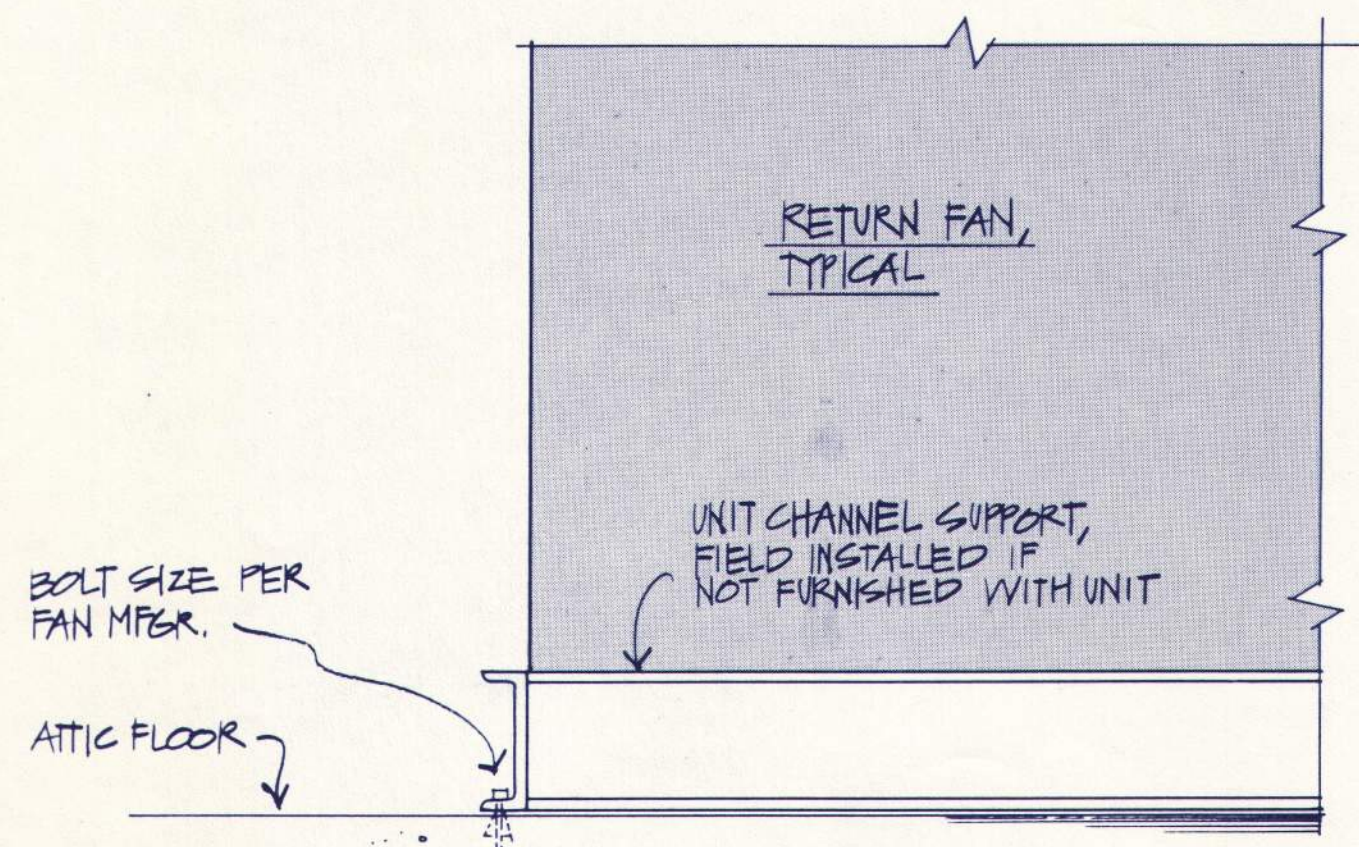 RETURN FAN,
TYPICAL
UNIT CHANNEL SUPPORT,
FIELD INSTALLED IF
NOT FURNISHED WITH UNIT
BOLT SIZE PER
FAN MFGR.
ATTIC FLOOR